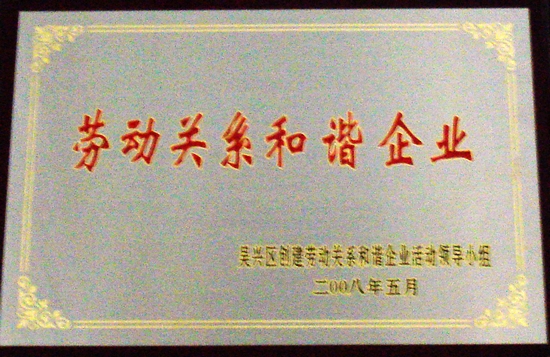 劳动关系和谐企业
吴兴区创建劳动关系和谐企业活动领导小组
二00八年五月